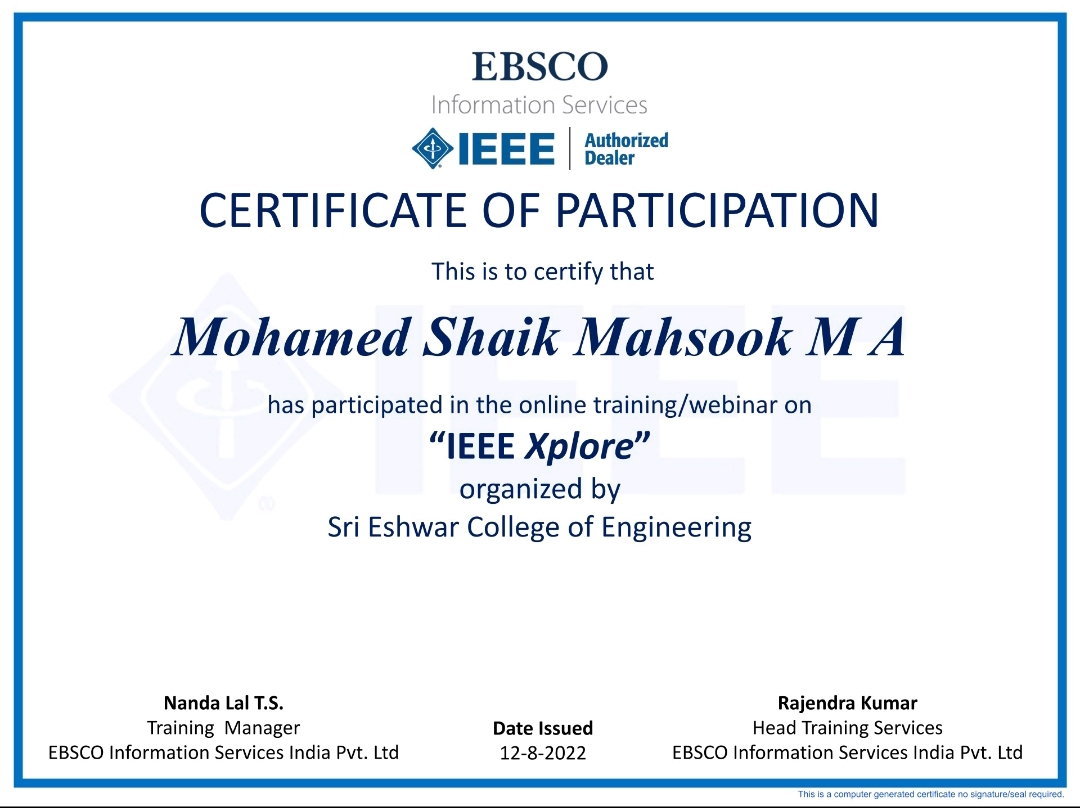 EBSCO
Information Services
IEEE Authorized Dealer
CERTIFICATE OF PARTICIPATION
This is to certify that
Mohamed Shaik Mahsook M A
has participated in the online training/webinar on
“IEEE Xplore”
organized by
Sri Eshwar College of Engineering
Nanda Lal T.S.
Training Manager
EBSCO Information Services India Pvt. Ltd
Date Issued
12-8-2022
Rajendra Kumar
Head Training Services
EBSCO Information Services India Pvt. Ltd
This is a computer generated certificate no signature/seal required.
IEEE